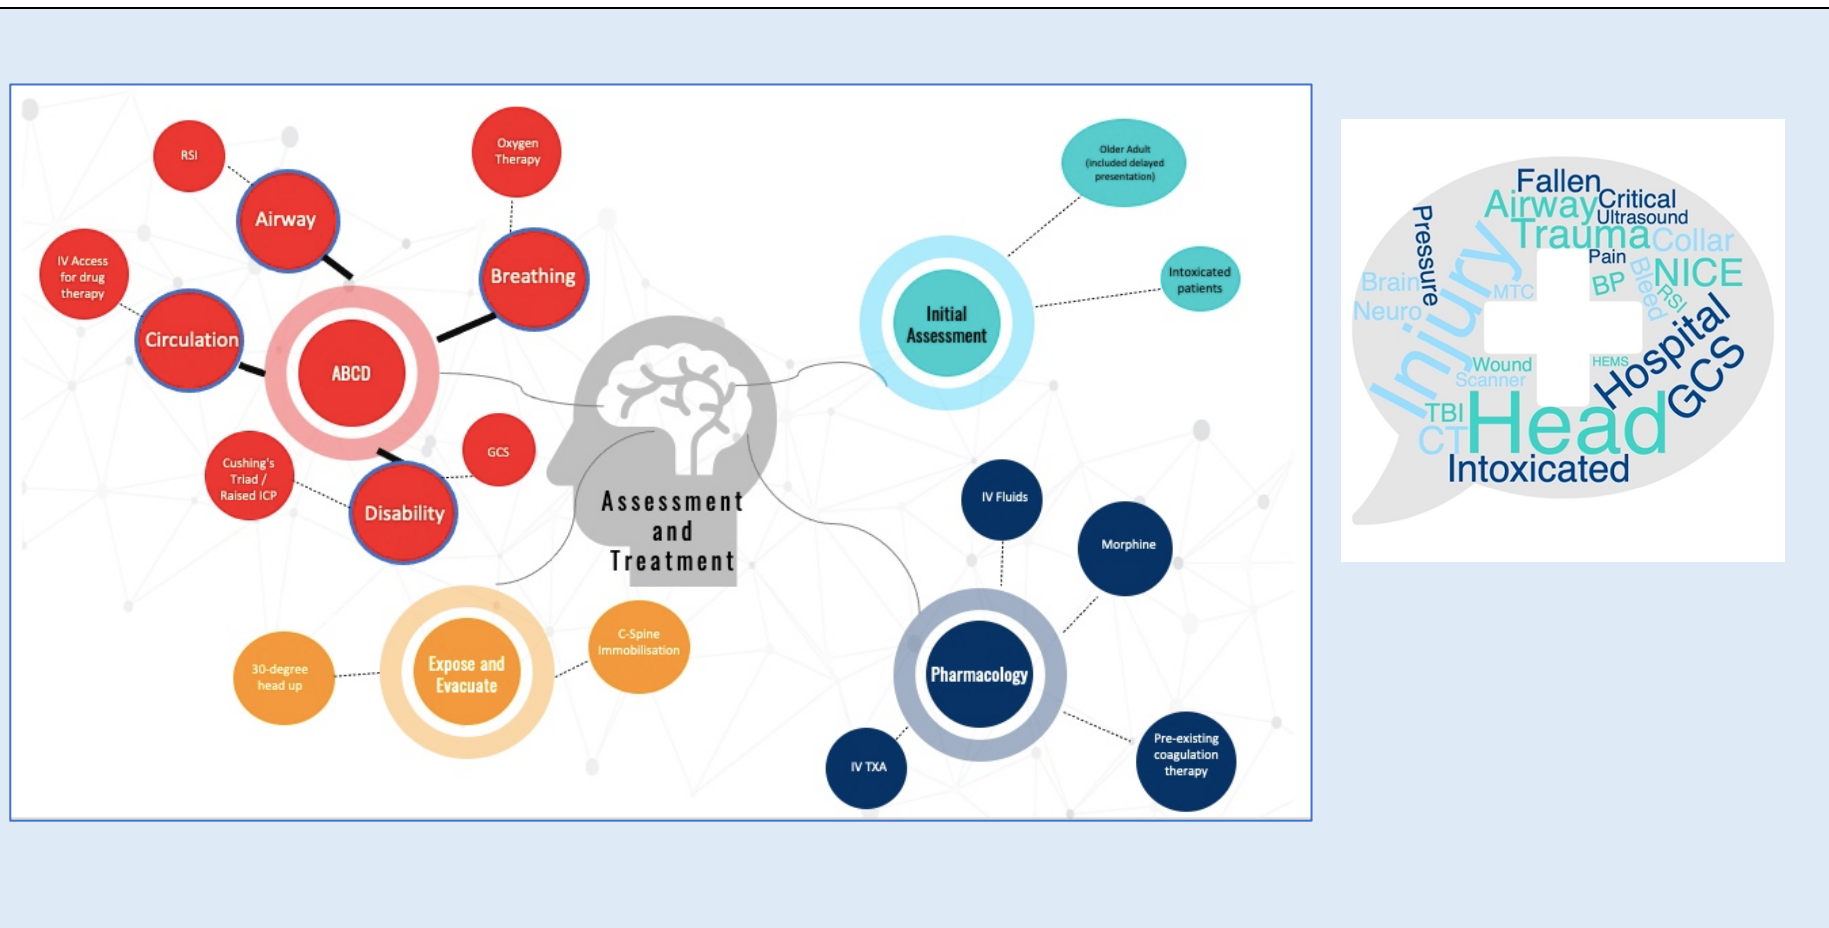 RSI
Airway
Oxygen
Therapy
Breathing
IV Access
for drug
therapy
Circulation
ABCD
Cushing's
Triad /
Raised ICP
GCS
Disability
Assessment
and
Treatment
Older Adult
(included delayed
presentation)
Intoxicated
patients
Initial
Assessment
30-degree
head up
Expose and
Evacuate
C-Spine
Immobilisation
IV Fluids
Morphine
Pharmacology
IV TXA
Pre-existing
coagulation
therapy
Fallen
Airway
Critical
Ultrasound
Trauma
Collar
Pressure
Injury
Pain
BP
Bleed
NICE
RSI
Brain
Neuro
MTC
Hospital
GCS
Wound
Scanner
HEMS
TBI
CT
Head
Intoxicated